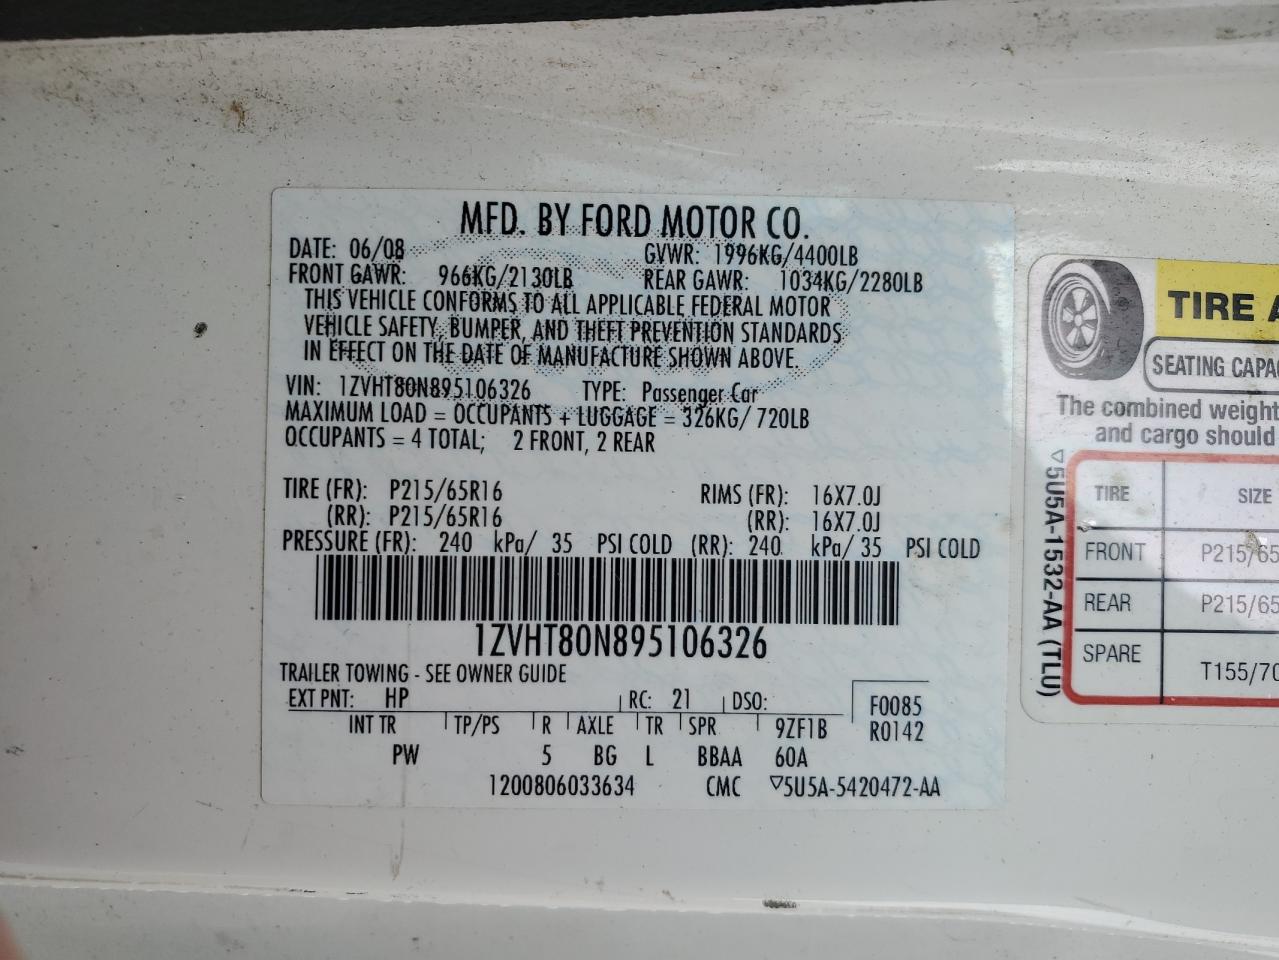 MFD. BY FORD MOTOR CO.
DATE: 06/08 GVWR: 1996KG/4400LB
FRONT GAWR: 966KG/2130LB REAR GAWR: 1034KG/2280LB
THIS VEHICLE CONFORMS TO ALL APPLICABLE FEDERAL MOTOR
VEHICLE SAFETY, BUMPER, AND THEFT PREVENTION STANDARDS
IN EFFECT ON THE DATE OF MANUFACTURE SHOWN ABOVE.
VIN: 1ZVHT80N895106326 TYPE: Passenger Car
MAXIMUM LOAD = OCCUPANTS + LUGGAGE = 326KG/ 720LB
OCCUPANTS = 4 TOTAL; 2 FRONT, 2 REAR
TIRE (FR): P215/65R16 RIMS (FR): 16X7.0J
(RR): P215/65R16 (RR): 16X7.0J
PRESSURE (FR): 240 kPa/ 35 PSI COLD (RR): 240 kPa/ 35 PSI COLD
1ZVHT80N895106326
TRAILER TOWING - SEE OWNER GUIDE
EXT PNT: HP RC: 21 DSO: F0085
INT TR TP/PS R AXLE TR SPR 9ZF1B R0142
PW 5 BG L BBAA 60A
1200806033634 CMC ▽5U5A-5420472-AA
TIRE A
SEATING CAPA
The combined weight
and cargo should
▽5U5A-1532-AA (TLU)
TIRE SIZE
FRONT P215/65
REAR P215/65
SPARE T155/70